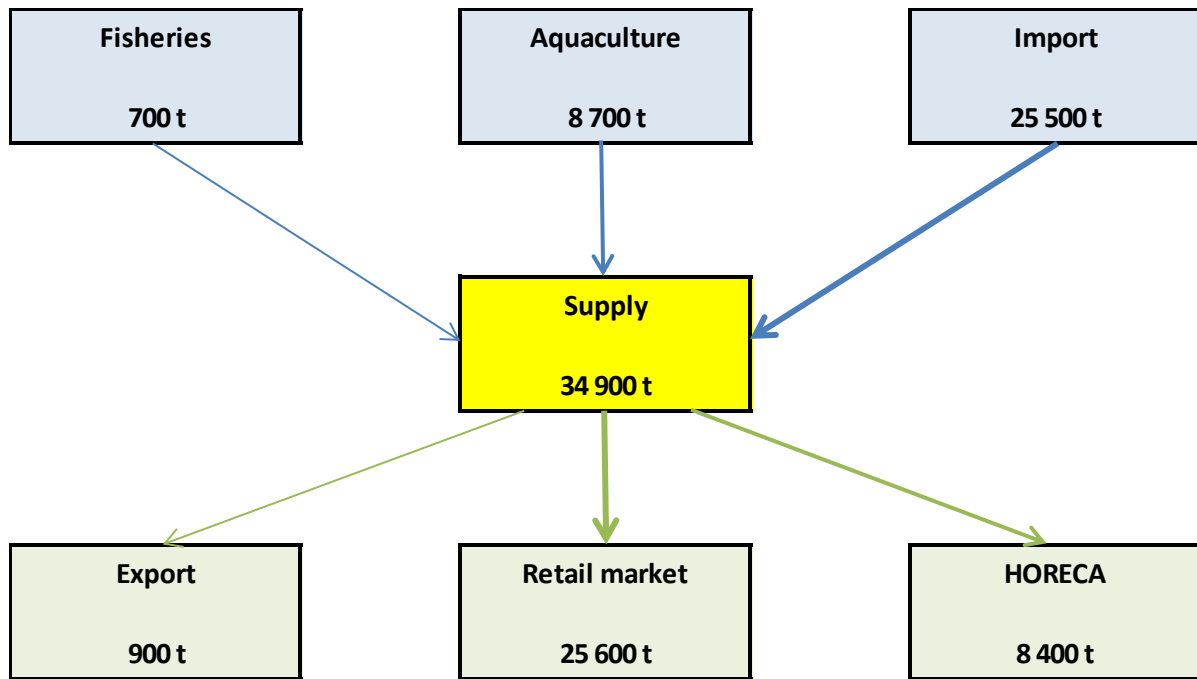 Fisheries
700 t
Aquaculture
8 700 t
Import
25 500 t
Supply
34 900 t
Export
900 t
Retail market
25 600 t
HORECA
8 400 t